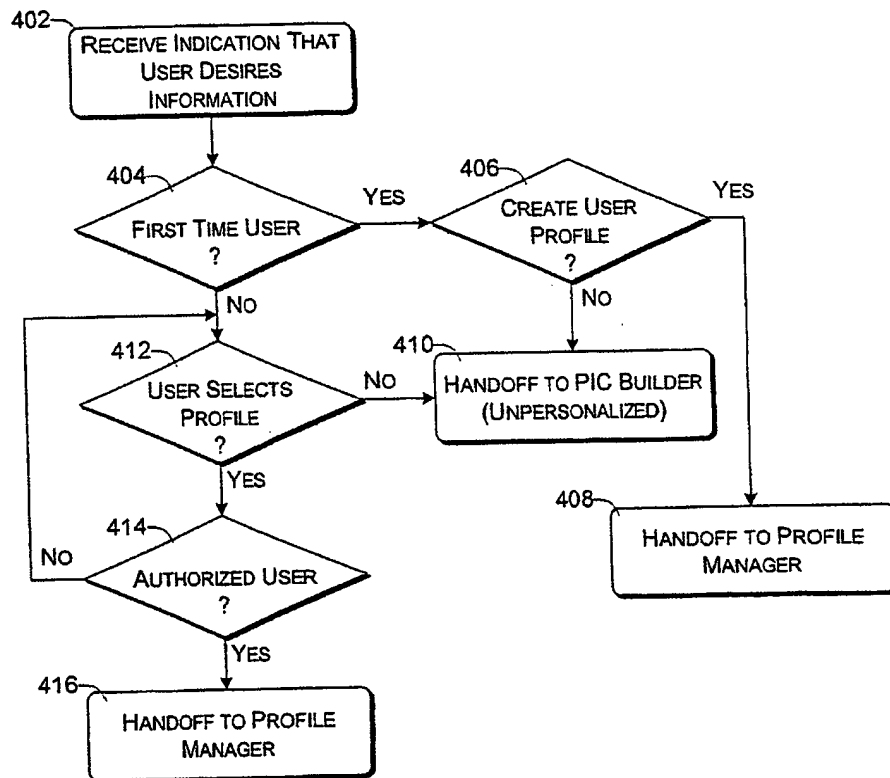 402
RECEIVE INDICATION THAT
USER DESIRES
INFORMATION
404
FIRST TIME USER
?
YES
NO
406
CREATE USER
PROFILE
?
YES
NO
412
USER SELECTS
PROFILE
?
NO
YES
410
HANDOFF TO PIC BUILDER
(UNPERSONALIZED)
408
HANDOFF TO PROFILE
MANAGER
414
AUTHORIZED USER
?
NO
YES
416
HANDOFF TO PROFILE
MANAGER